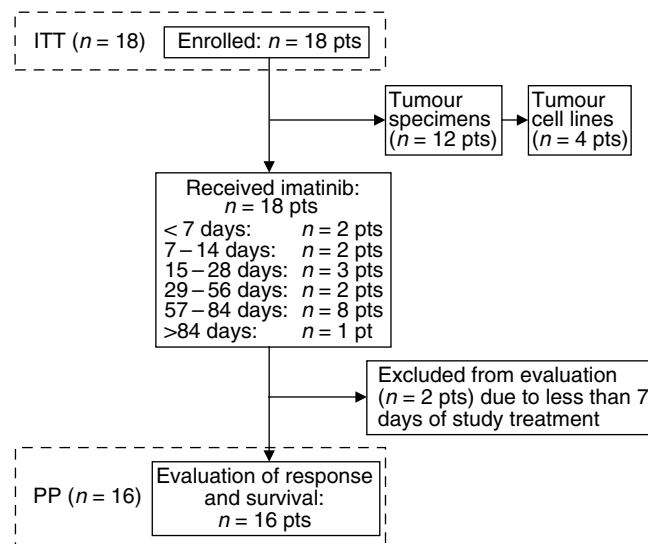 ITT (n = 18)
Enrolled: n = 18 pts
Tumour
specimens
(n = 12 pts)
Tumour
cell lines
(n = 4 pts)
Received imatinib:
n = 18 pts
< 7 days: n = 2 pts
7 – 14 days: n = 2 pts
15 – 28 days: n = 3 pts
29 – 56 days: n = 2 pts
57 – 84 days: n = 8 pts
>84 days: n = 1 pt
Excluded from evaluation
(n = 2 pts) due to less than 7
days of study treatment
PP (n = 16)
Evaluation of response
and survival:
n = 16 pts